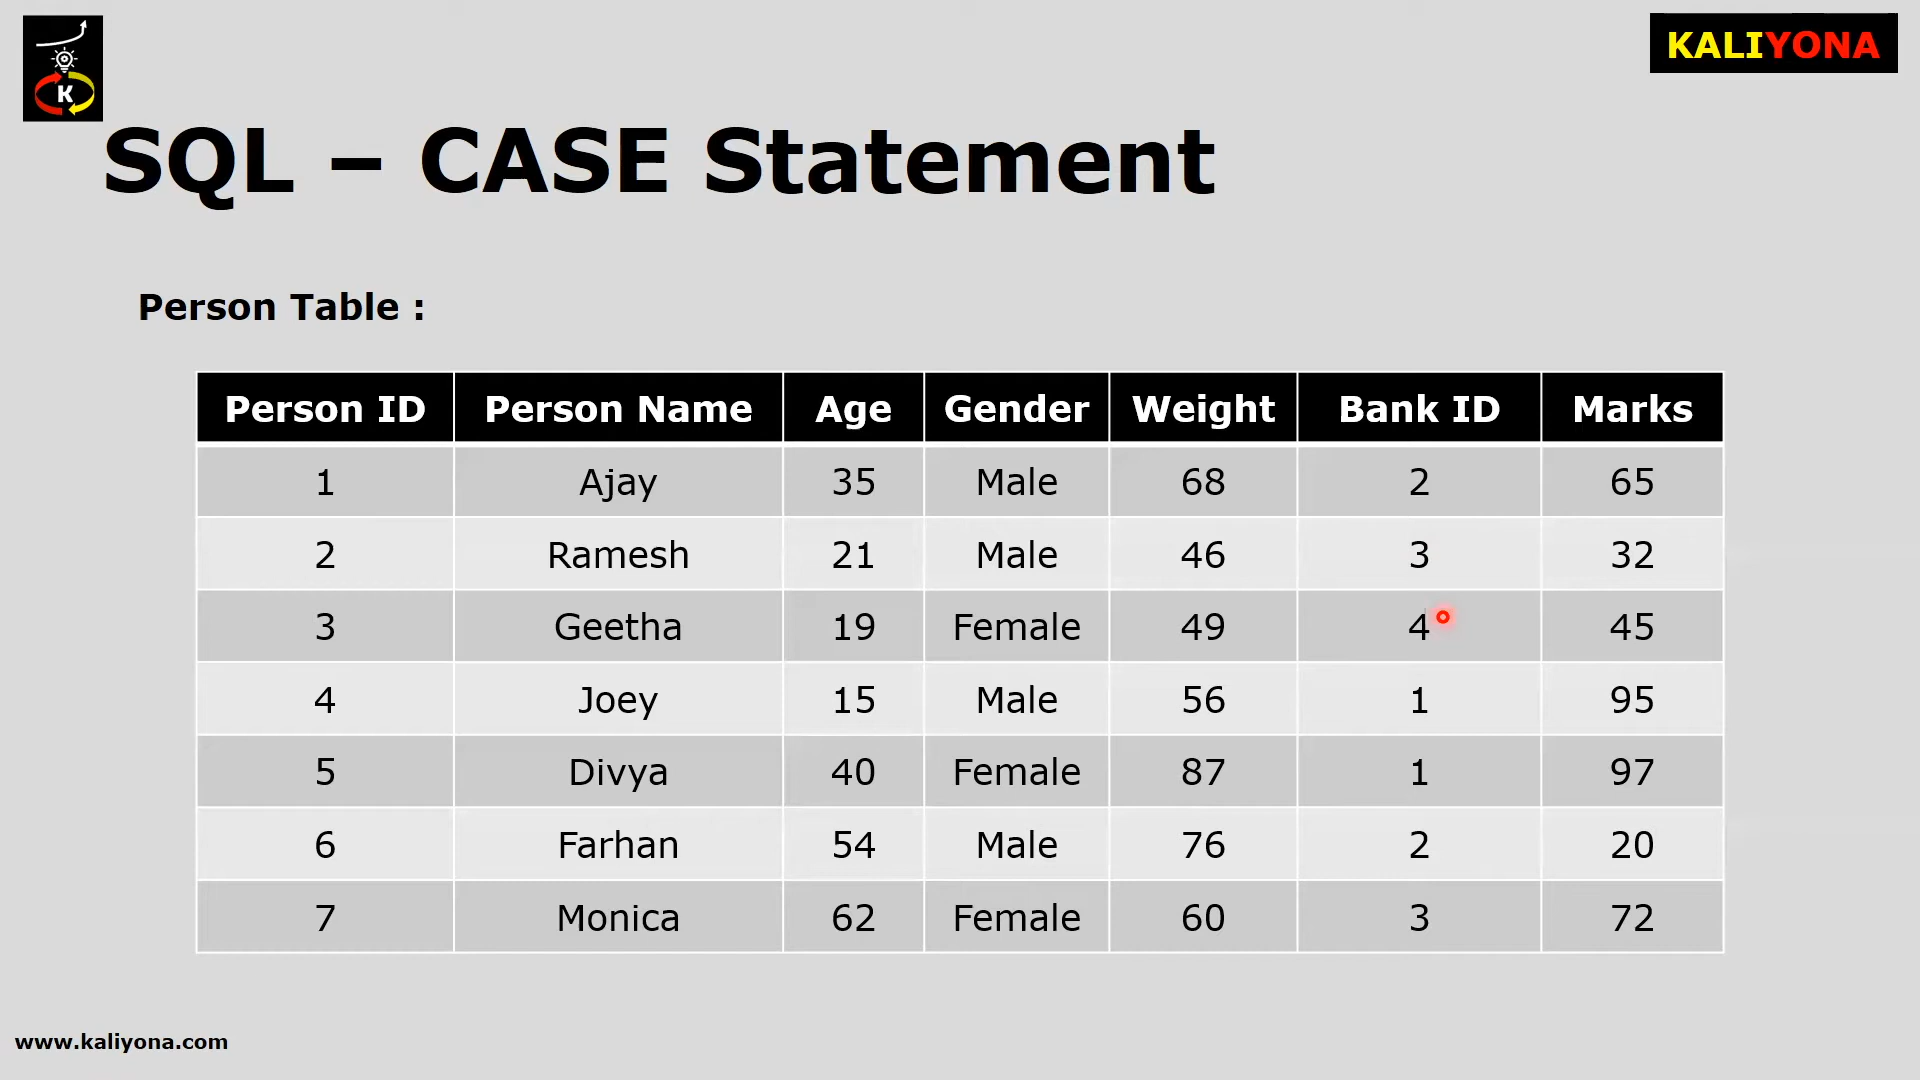 K
KALIYONA
SQL – CASE Statement
Person Table :
Person ID Person Name Age Gender Weight Bank ID Marks
1 Ajay 35 Male 68 2 65
2 Ramesh 21 Male 46 3 32
3 Geetha 19 Female 49 4 45
4 Joey 15 Male 56 1 95
5 Divya 40 Female 87 1 97
6 Farhan 54 Male 76 2 20
7 Monica 62 Female 60 3 72
www.kaliyona.com